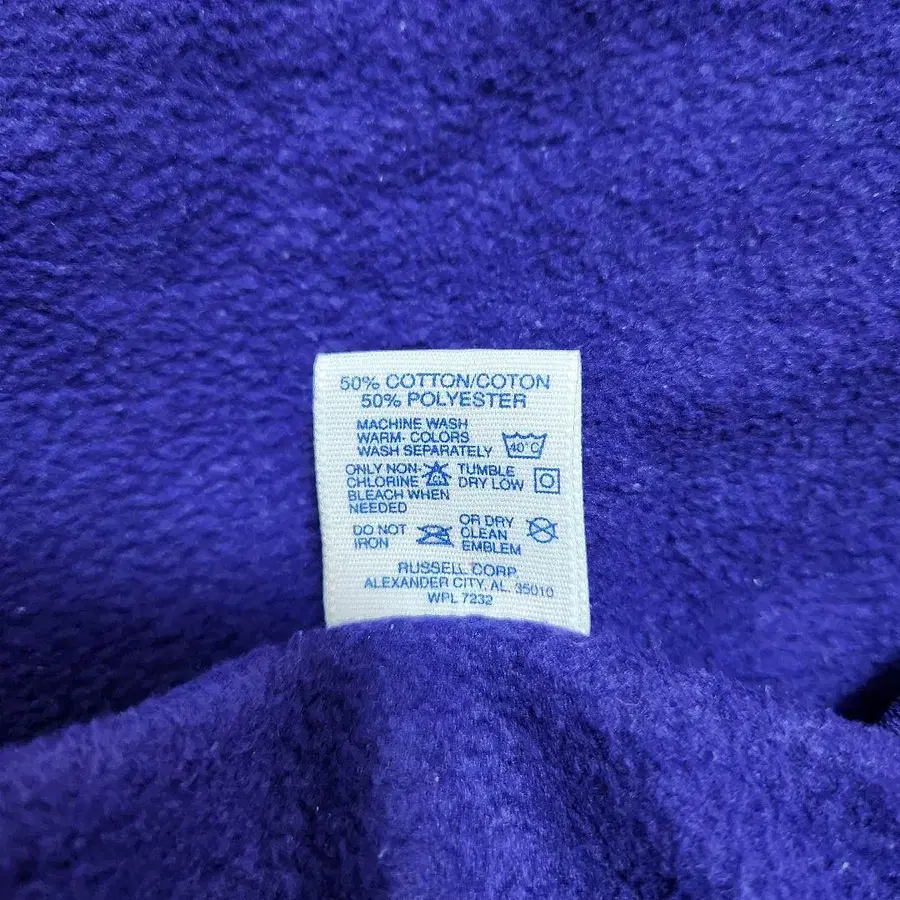 50% COTTON/COTON
50% POLYESTER
MACHINE WASH
WARM- COLORS
WASH SEPARATELY 40°C
ONLY NON-
CHLORINE
BLEACH WHEN
NEEDED
CL
TUMBLE
DRY LOW
DO NOT
IRON
OR DRY
CLEAN
EMBLEM
RUSSELL CORP.
ALEXANDER CITY, AL. 35010
WPL 7232